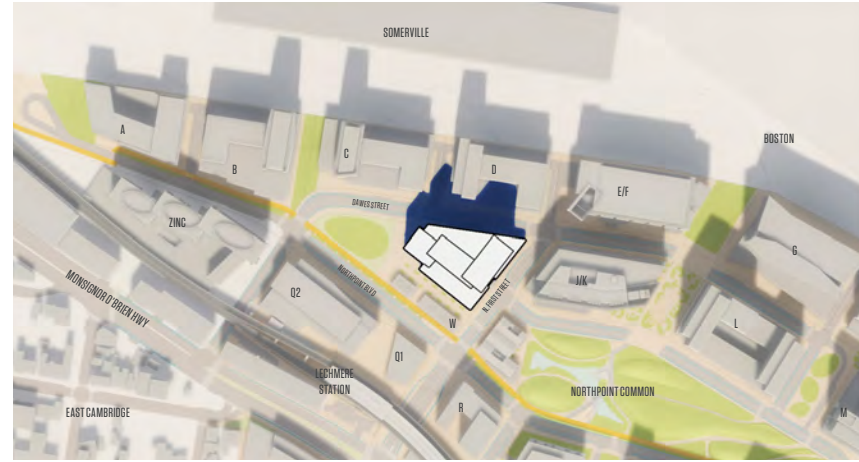 SOMERVILLE
BOSTON
A
B
C
D
E/F
G
DAWES STREET
ZINC
J/K
MONSIGNOR O'BRIEN HWY
Q2
NORTHPOINT BLVD
N. FIRST STREET
W
L
Q1
LECHMERE
STATION
R
NORTHPOINT COMMON
EAST CAMBRIDGE
M